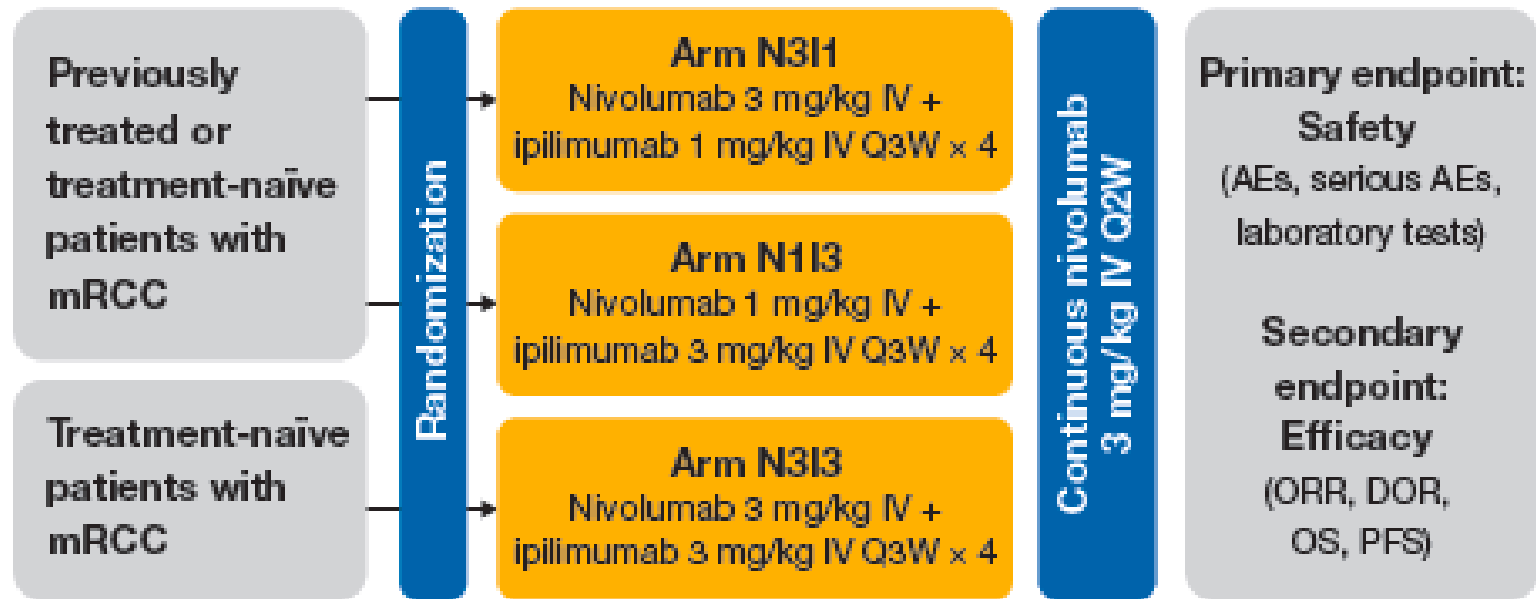 Previously
treated or
treatment-naïve
patients with
mRCC
Treatment-naïve
patients with
mRCC
Randomization
Arm N3I1
Nivolumab 3 mg/kg IV +
ipilimumab 1 mg/kg IV Q3W × 4
Arm N1I3
Nivolumab 1 mg/kg IV +
ipilimumab 3 mg/kg IV Q3W × 4
Arm N3I3
Nivolumab 3 mg/kg IV +
ipilimumab 3 mg/kg IV Q3W × 4
Continuous nivolumab
3 mg/kg IV Q2W
Primary endpoint:
Safety
(AEs, serious AEs,
laboratory tests)
Secondary
endpoint:
Efficacy
(ORR, DOR,
OS, PFS)